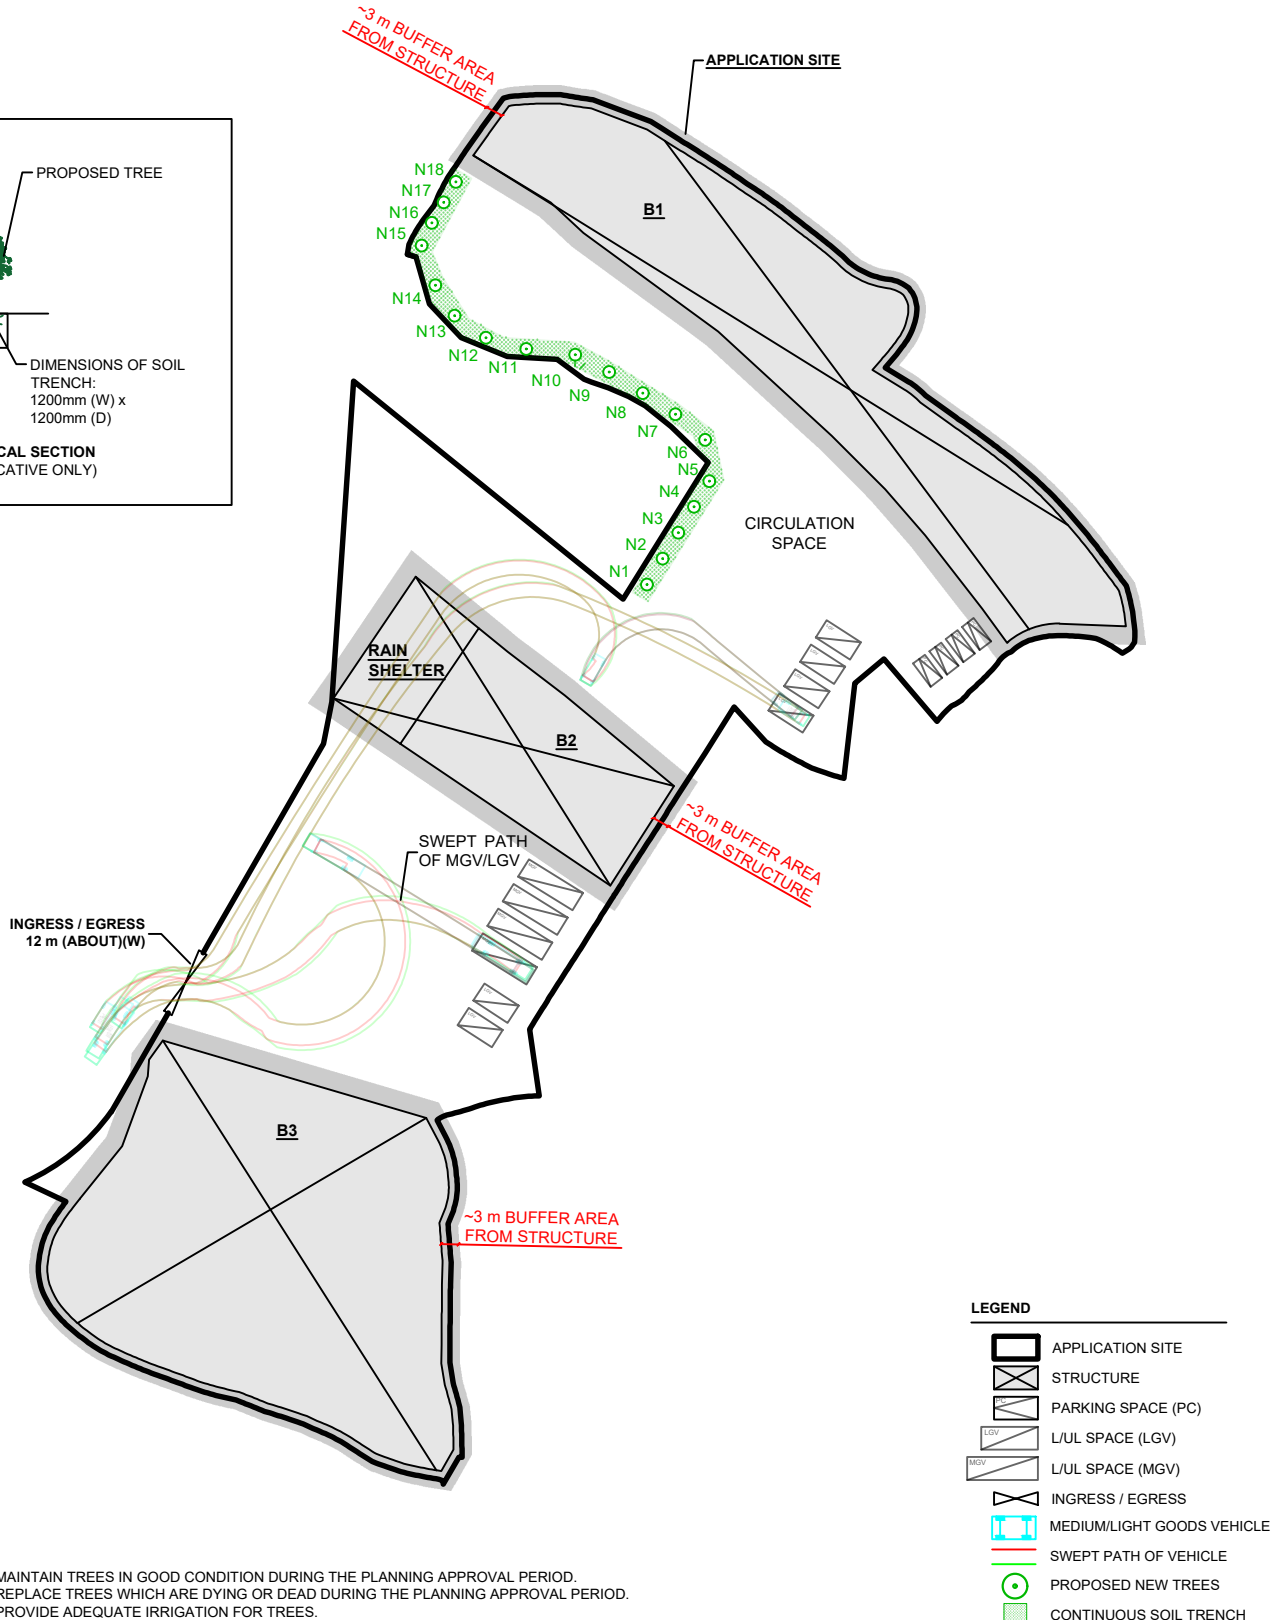 ~3 m BUFFER AREA
FROM STRUCTURE
APPLICATION SITE
PROPOSED TREE
DIMENSIONS OF SOIL
TRENCH:
1200mm (W) x
1200mm (D)
CAL SECTION
CATIVE ONLY)
N18
N17
N16
N15
N14
N13
N12
N11
N10
N9
N8
N7
N6
N5
N4
N3
N2
N1
B1
CIRCULATION
SPACE
RAIN
SHELTER
B2
~3 m BUFFER AREA
FROM STRUCTURE
SWEPT PATH
OF MGV/LGV
INGRESS / EGRESS
12 m (ABOUT)(W)
B3
~3 m BUFFER AREA
FROM STRUCTURE
LEGEND
APPLICATION SITE
STRUCTURE
PC
PARKING SPACE (PC)
LGV
L/UL SPACE (LGV)
MGV
L/UL SPACE (MGV)
INGRESS / EGRESS
MEDIUM/LIGHT GOODS VEHICLE
SWEPT PATH OF VEHICLE
PROPOSED NEW TREES
CONTINUOUS SOIL TRENCH
MAINTAIN TREES IN GOOD CONDITION DURING THE PLANNING APPROVAL PERIOD.
REPLACE TREES WHICH ARE DYING OR DEAD DURING THE PLANNING APPROVAL PERIOD.
PROVIDE ADEQUATE IRRIGATION FOR TREES.